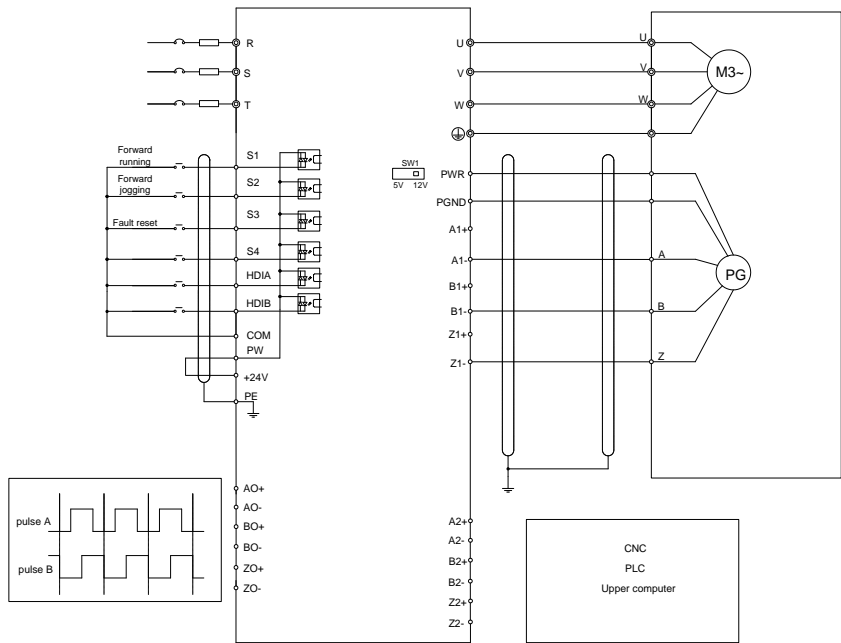 R
S
T
Forward
running
Forward
jogging
Fault reset
S1
S2
S3
S4
HDIA
HDIB
COM
PW
+24V
PE
AO+
AO-
BO+
BO-
ZO+
ZO-
pulse A
pulse B
U
V
W
SW1
5V 12V
PWR
PGND
A1+
A1-
B1+
B1-
Z1+
Z1-
A2+
A2-
B2+
B2-
Z2+
Z2-
U
V
W
M3~
A
B
Z
PG
CNC
PLC
Upper computer